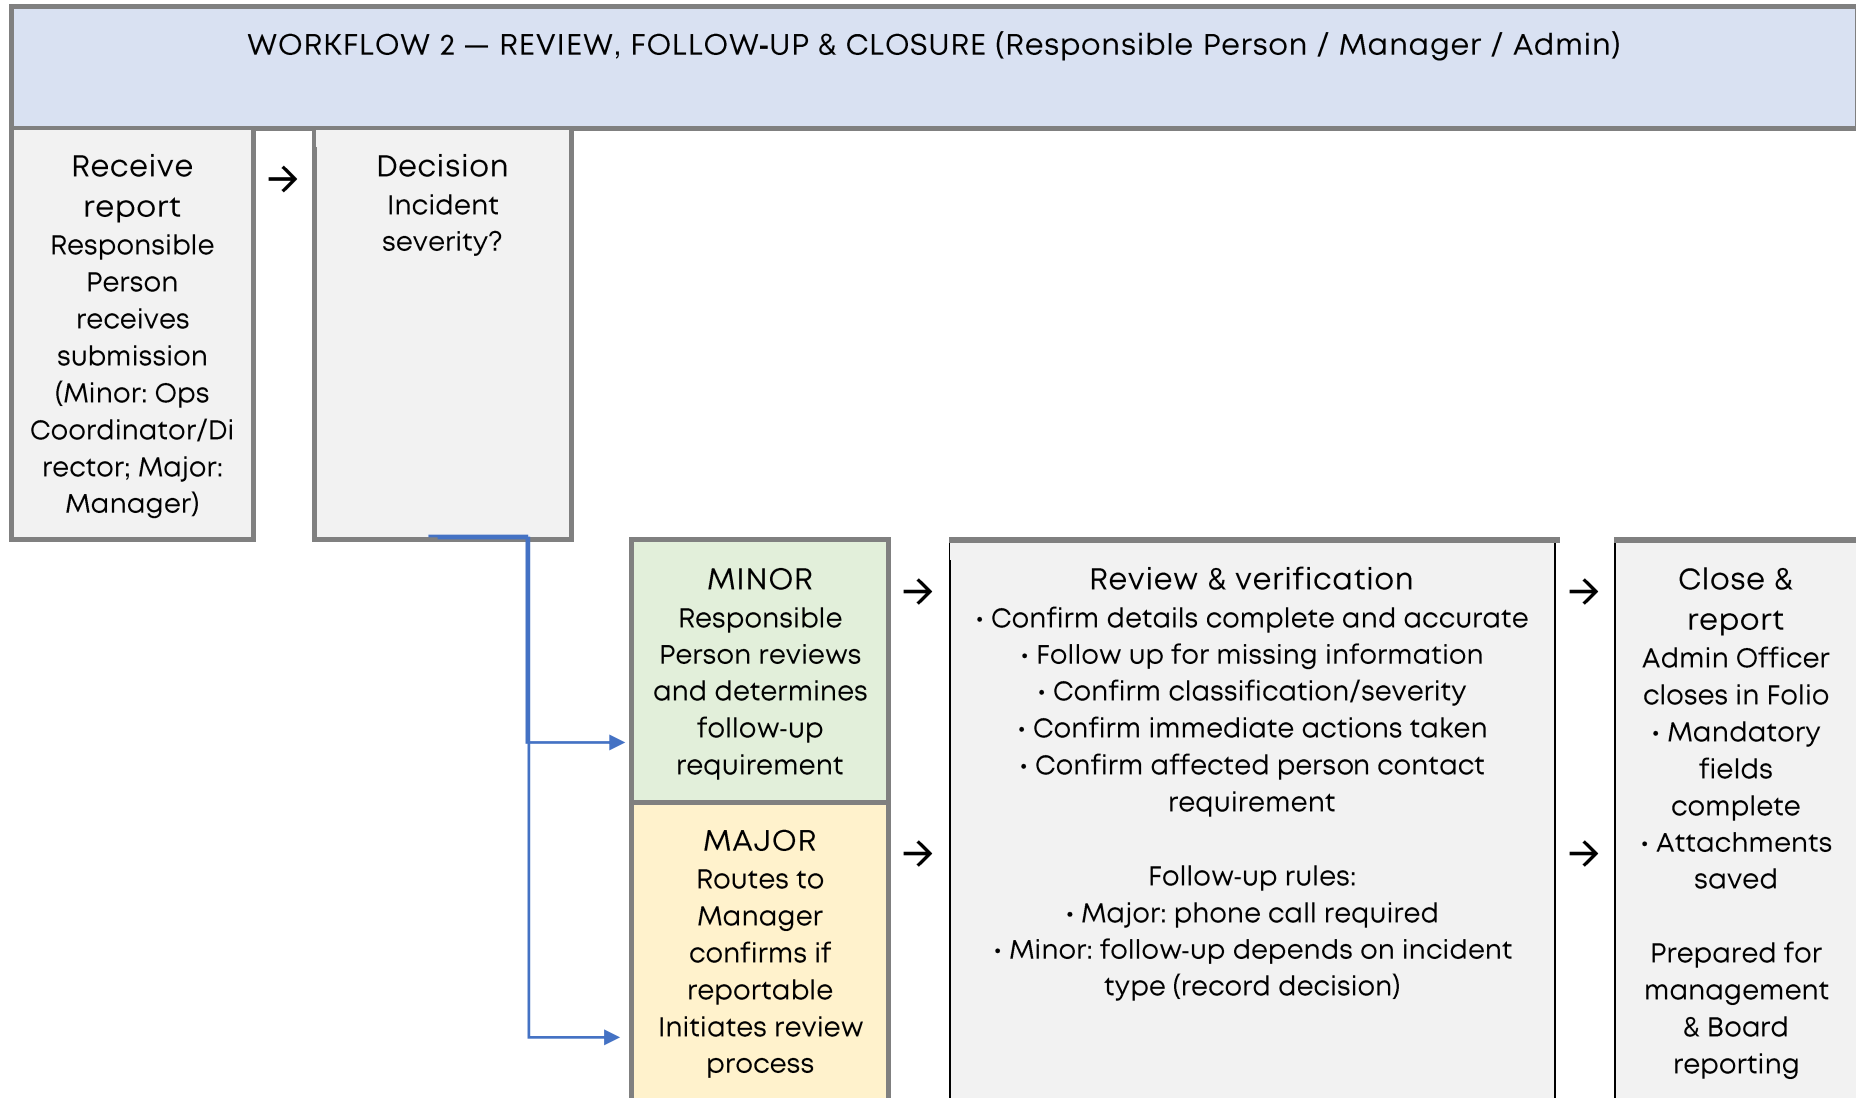 WORKFLOW 2 — REVIEW, FOLLOW-UP & CLOSURE (Responsible Person / Manager / Admin)
Receive
report
Responsible
Person
receives
submission
(Minor: Ops
Coordinator/Di
rector; Major:
Manager)
→
Decision
Incident
severity?
MINOR
Responsible
Person reviews
and determines
follow-up
requirement
→
MAJOR
Routes to
Manager
confirms if
reportable
Initiates review
process
→
Review & verification
• Confirm details complete and accurate
• Follow up for missing information
• Confirm classification/severity
• Confirm immediate actions taken
• Confirm affected person contact
requirement
Follow-up rules:
• Major: phone call required
• Minor: follow-up depends on incident
type (record decision)
→
→
Close &
report
Admin Officer
closes in Folio
• Mandatory
fields
complete
• Attachments
saved
Prepared for
management
& Board
reporting